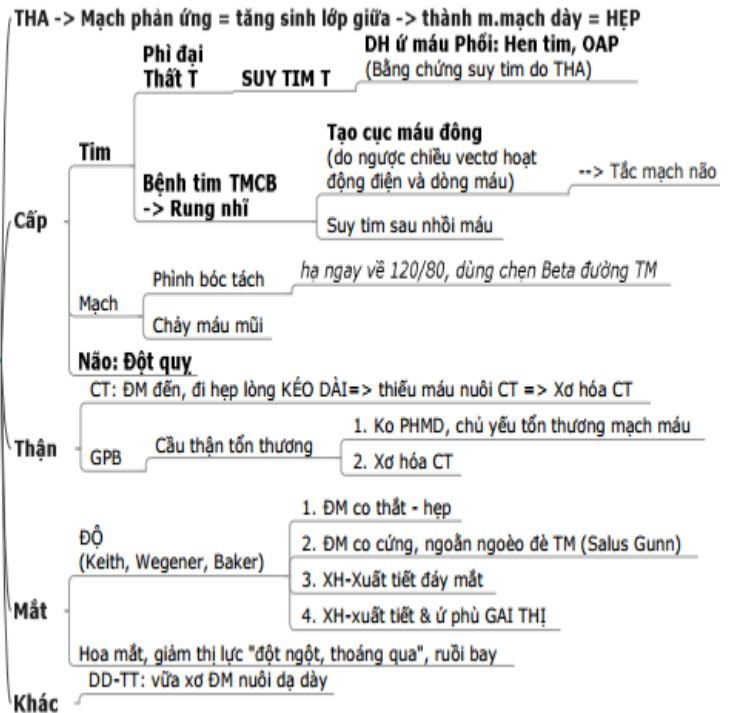 THA -> Mạch phản ứng = tăng sinh lớp giữa -> thành m.mạch dày = HẸP
Cấp
Tim
Phì đại
Thất T
SUY TIM T
DH ứ máu Phổi: Hen tim, OAP
(Bằng chứng suy tim do THA)
Bệnh tim TMCB
-> Rung nhĩ
Tạo cục máu đông
(do ngược chiều vectơ hoạt
động điện và dòng máu)
--> Tắc mạch não
Suy tim sau nhồi máu
Mạch
Phình bóc tách
hạ ngay về 120/80, dùng chẹn Beta đường TM
Chảy máu mũi
Não: Đột quỵ
Thận
CT: ĐM đến, đi hẹp lòng KÉO DÀI=> thiếu máu nuôi CT => Xơ hóa CT
GPB
Cầu thận tổn thương
1. Ko PHMD, chủ yếu tổn thương mạch máu
2. Xơ hóa CT
Mắt
ĐỘ
(Keith, Wegener, Baker)
1. ĐM co thắt - hẹp
2. ĐM co cứng, ngoằn ngoèo đè TM (Salus Gunn)
3. XH-Xuất tiết đáy mắt
4. XH-xuất tiết & ứ phù GAI THỊ
Hoa mắt, giảm thị lực "đột ngột, thoáng qua", ruồi bay
Khác
DD-TT: vữa xơ ĐM nuôi dạ dày